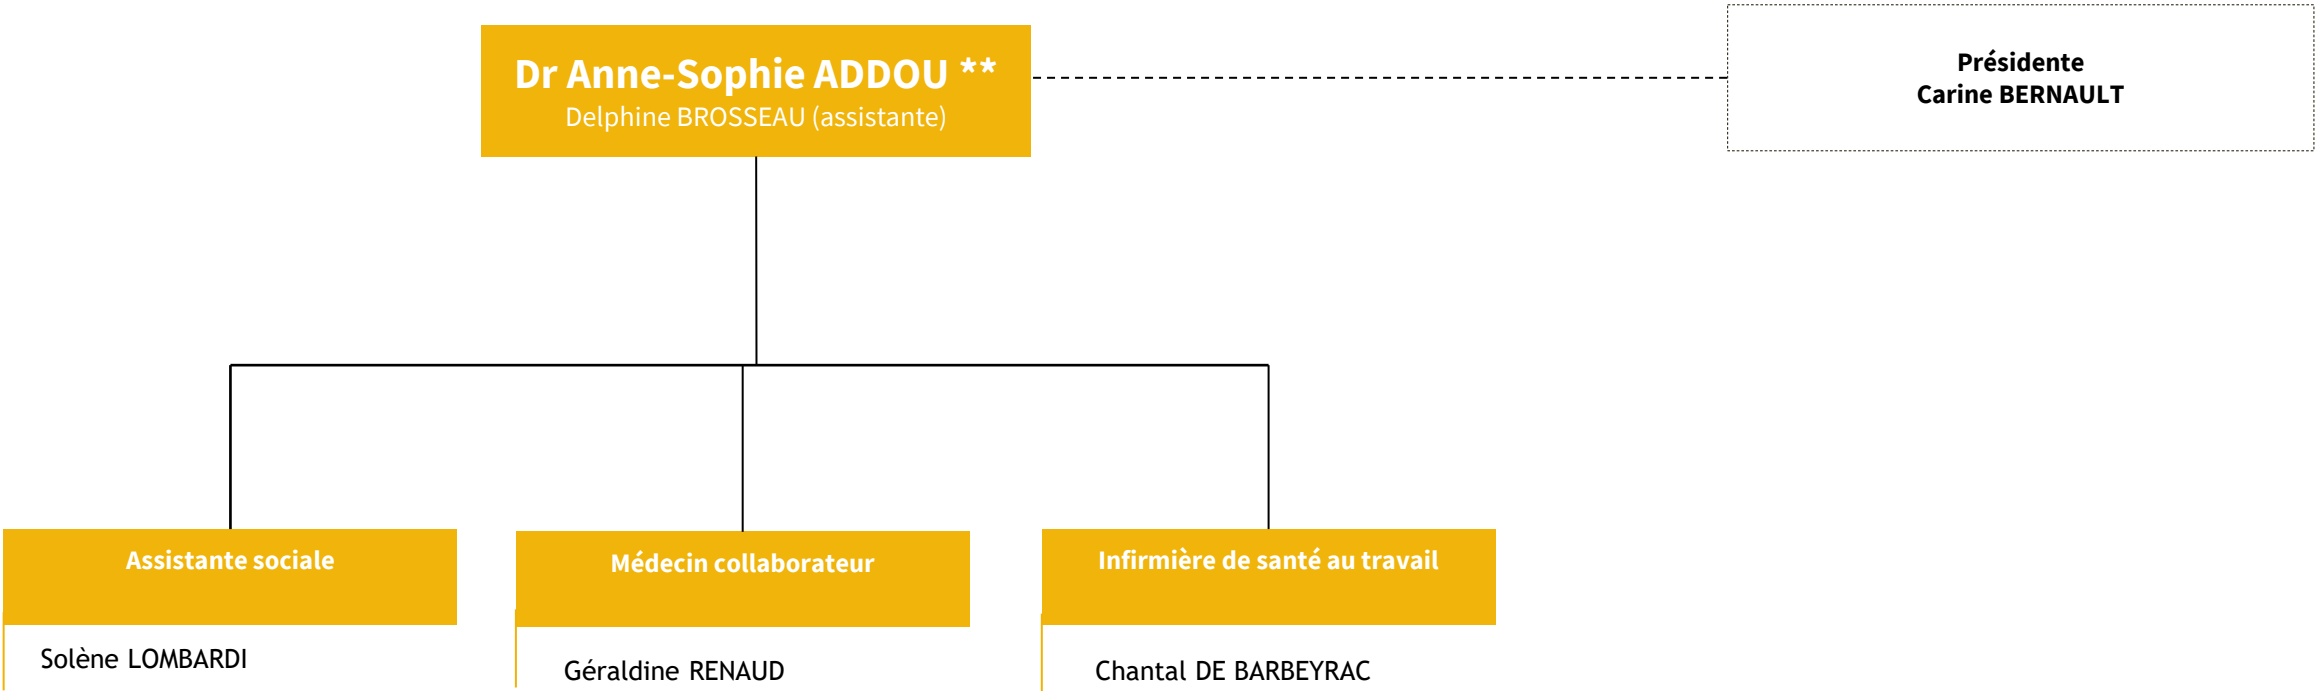 Dr Anne-Sophie ADDOU **
Delphine BROSSEAU (assistante)
Présidente
Carine BERNAULT
Assistante sociale
Solène LOMBARDI
Médecin collaborateur
Géraldine RENAUD
Infirmière de santé au travail
Chantal DE BARBEYRAC